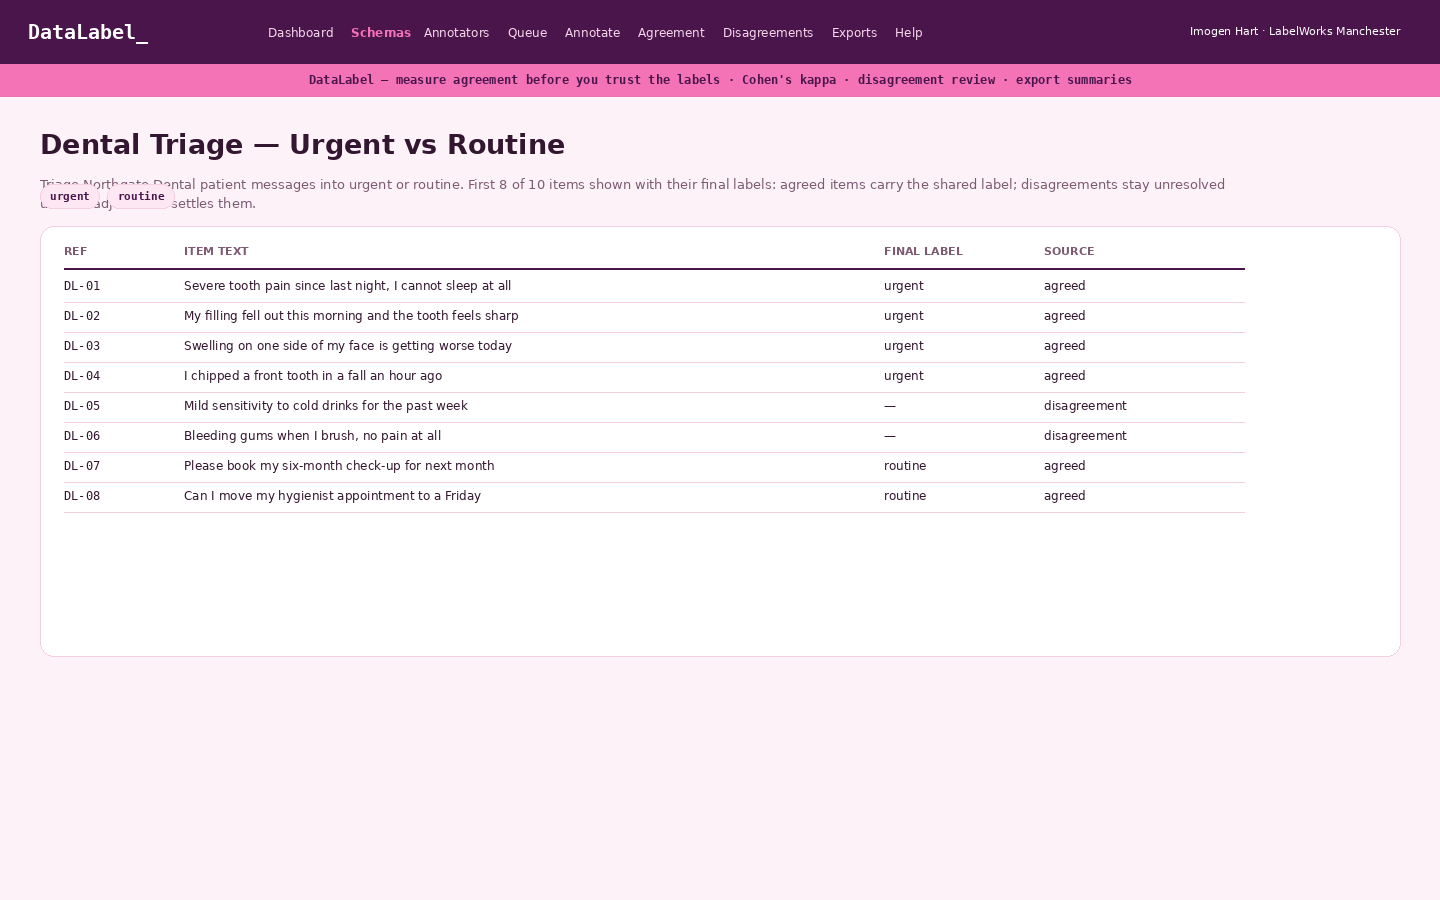 DataLabel_
Dashboard Schemas Annotators Queue Annotate Agreement Disagreements Exports Help
Imogen Hart · LabelWorks Manchester
DataLabel — measure agreement before you trust the labels · Cohen's kappa · disagreement review · export summaries
Dental Triage — Urgent vs Routine
Triage Northgate Dental patient messages into urgent or routine. First 8 of 10 items shown with their final labels: agreed items carry the shared label; disagreements stay unresolved
settles them.
urgent routine
REF ITEM TEXT FINAL LABEL SOURCE
DL-01 Severe tooth pain since last night, I cannot sleep at all urgent agreed
DL-02 My filling fell out this morning and the tooth feels sharp urgent agreed
DL-03 Swelling on one side of my face is getting worse today urgent agreed
DL-04 I chipped a front tooth in a fall an hour ago urgent agreed
DL-05 Mild sensitivity to cold drinks for the past week — disagreement
DL-06 Bleeding gums when I brush, no pain at all — disagreement
DL-07 Please book my six-month check-up for next month routine agreed
DL-08 Can I move my hygienist appointment to a Friday routine agreed